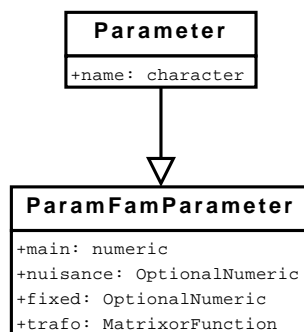 Parameter
+name: character
ParamFamParameter
+main: numeric
+nuisance: OptionalNumeric
+fixed: OptionalNumeric
+trafo: MatrixorFunction